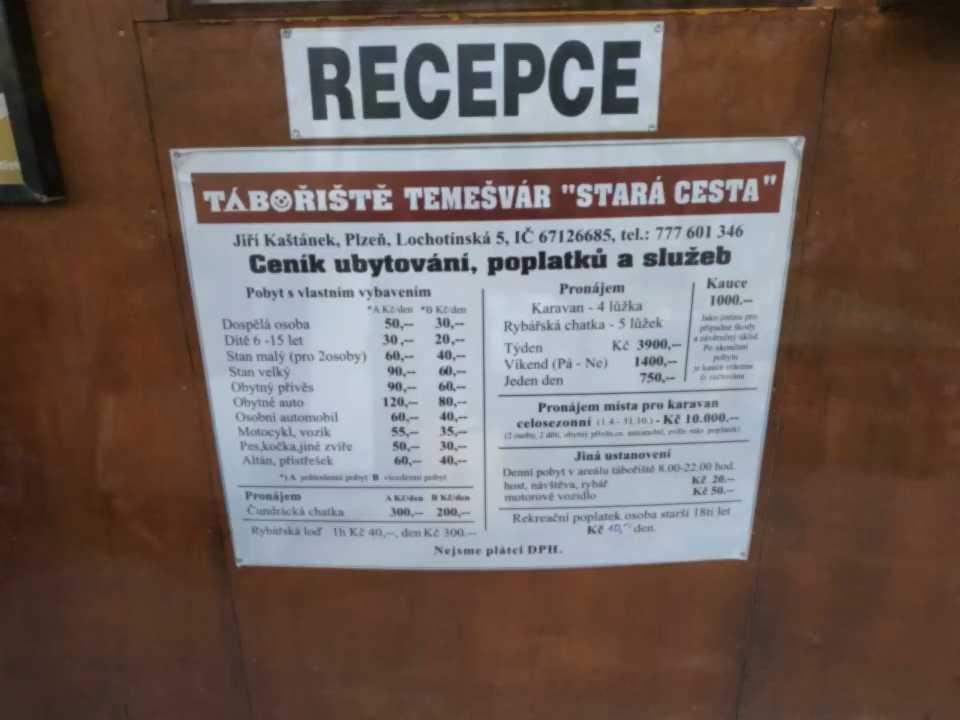 RECEPCE
TÁBOŘIŠTĚ TEMEŠVÁR "STARÁ CESTA"
Jiří Kaštánek, Plzeň, Lochotínská 5, IČ 67126685, tel.: 777 601 346
Ceník ubytování, poplatků a služeb
Pobyt s vlastním vybavením
*A Kč/den *B Kč/den
Dospělá osoba 50,-- 30,--
Dítě 6 -15 let 30,-- 20,--
Stan malý (pro 2osoby) 60,-- 40,--
Stan velký 90,-- 60,--
Obytný přívěs 90,-- 60,--
Obytné auto 120,-- 80,--
Osobní automobil 60,-- 40,--
Motocykl, vozík 55,-- 35,--
Pes,kočka,jiné zvíře 50,-- 30,--
Altán, přístřešek 60,-- 40,--
*) A jednodenní pobyt B vícedenní pobyt
Pronájem A Kč/den B Kč/den
Čundrácká chatka 300,-- 200,--
Rybářská loď 1h Kč 40,--, den Kč 300.--
Pronájem
Karavan - 4 lůžka
Rybářská chatka - 5 lůžek
Týden Kč 3900,--
Víkend (Pá - Ne) 1400,--
Jeden den 750,--
Kauce
1000.--
Jako jistina pro
případné škody
a závěrečný úklid
Po ukončení
pobytu
je kauce vrácena
či zúčtována
Pronájem místa pro karavan
celosezonní (1.4.- 31.10.) - Kč 10.000.--
(2 osoby, 2 děti, obytný přívěs,os. automobil, zvíře, rekr. poplatek)
Jiná ustanovení
Denní pobyt v areálu tábořiště 8.00-22.00 hod.
host, návštěva, rybář Kč 20.--
motorové vozidlo Kč 50.--
Rekreační poplatek osoba starší 18ti let
Kč 10,- den.
Nejsme plátci DPH.